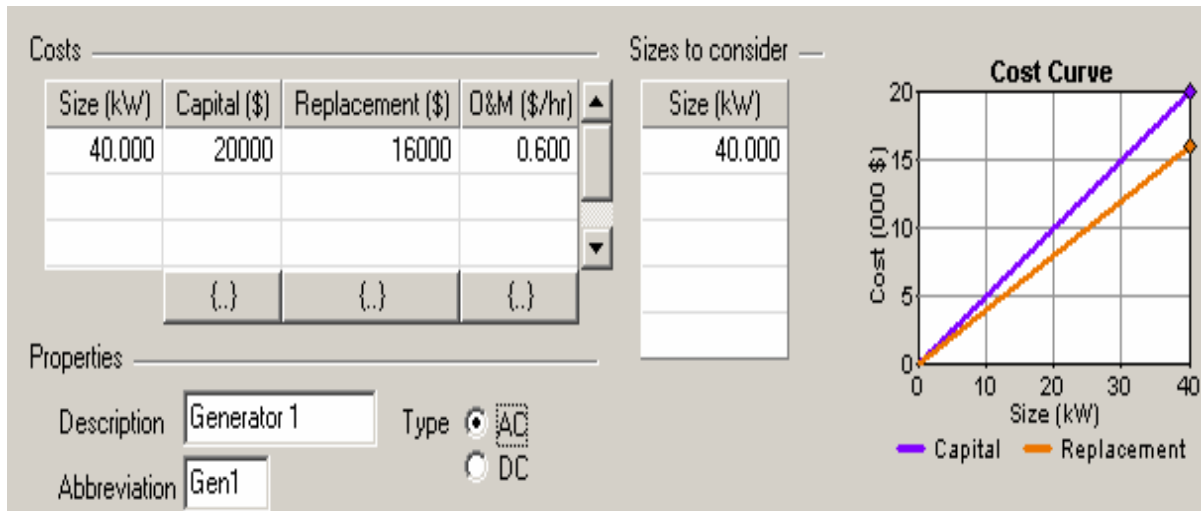 Costs
Size (kW) Capital ($) Replacement ($) O&M ($/hr)
40.000 20000 16000 0.600
{..} {..} {..}
Sizes to consider
Size (kW)
40.000
Cost Curve
Cost (000 $)
20
15
10
5
0
0 10 20 30 40
Size (kW)
Capital Replacement
Properties
Description Generator 1 Type AC
DC
Abbreviation Gen1